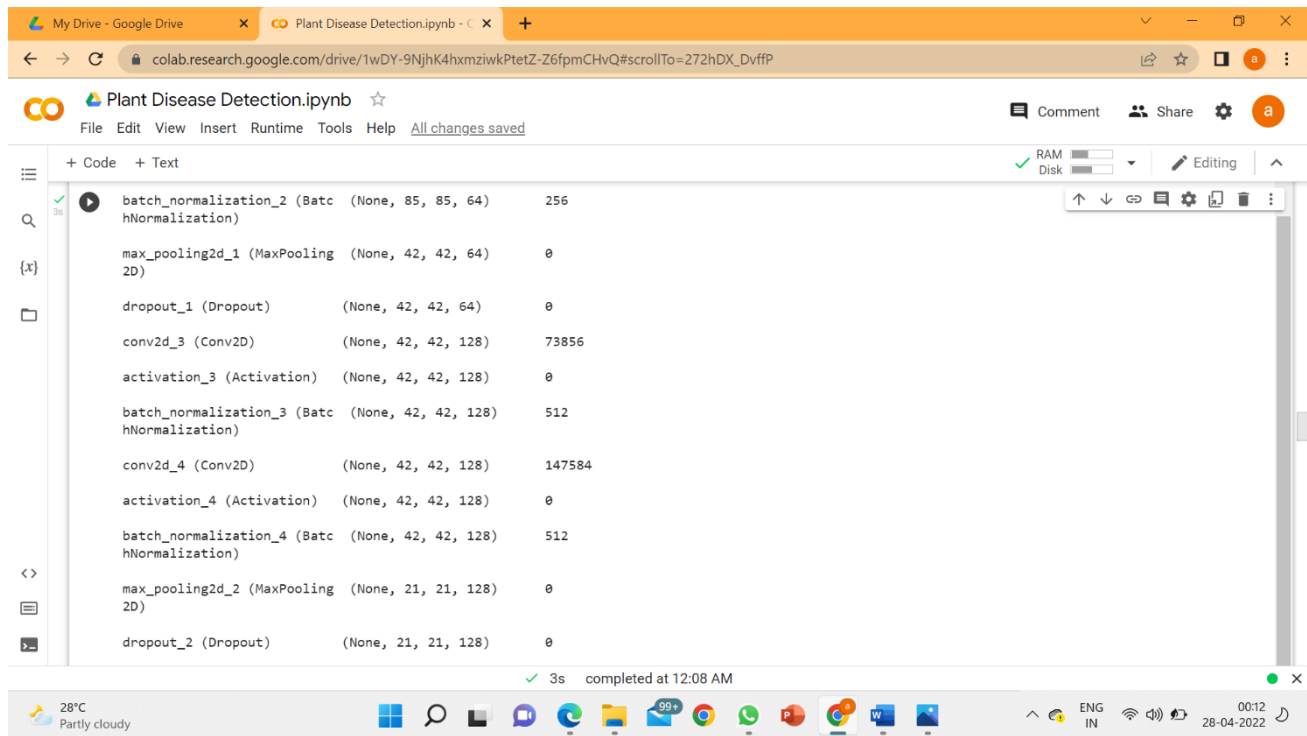 My Drive - Google Drive
Plant Disease Detection.ipynb - C
colab.research.google.com/drive/1wDY-9NjhK4hxmziwkPtetZ-Z6fpmCHvQ#scrollTo=272hDX_DvffP
a
CO
Plant Disease Detection.ipynb
Comment Share a
File Edit View Insert Runtime Tools Help All changes saved
+ Code + Text
RAM
Disk
Editing
3s
batch_normalization_2 (Batc (None, 85, 85, 64) 256
hNormalization)
max_pooling2d_1 (MaxPooling (None, 42, 42, 64) 0
2D)
dropout_1 (Dropout) (None, 42, 42, 64) 0
conv2d_3 (Conv2D) (None, 42, 42, 128) 73856
activation_3 (Activation) (None, 42, 42, 128) 0
batch_normalization_3 (Batc (None, 42, 42, 128) 512
hNormalization)
conv2d_4 (Conv2D) (None, 42, 42, 128) 147584
activation_4 (Activation) (None, 42, 42, 128) 0
batch_normalization_4 (Batc (None, 42, 42, 128) 512
hNormalization)
max_pooling2d_2 (MaxPooling (None, 21, 21, 128) 0
2D)
dropout_2 (Dropout) (None, 21, 21, 128) 0
{x}
<>
3s completed at 12:08 AM
28°C
Partly cloudy
99+
ENG
IN
00:12
28-04-2022